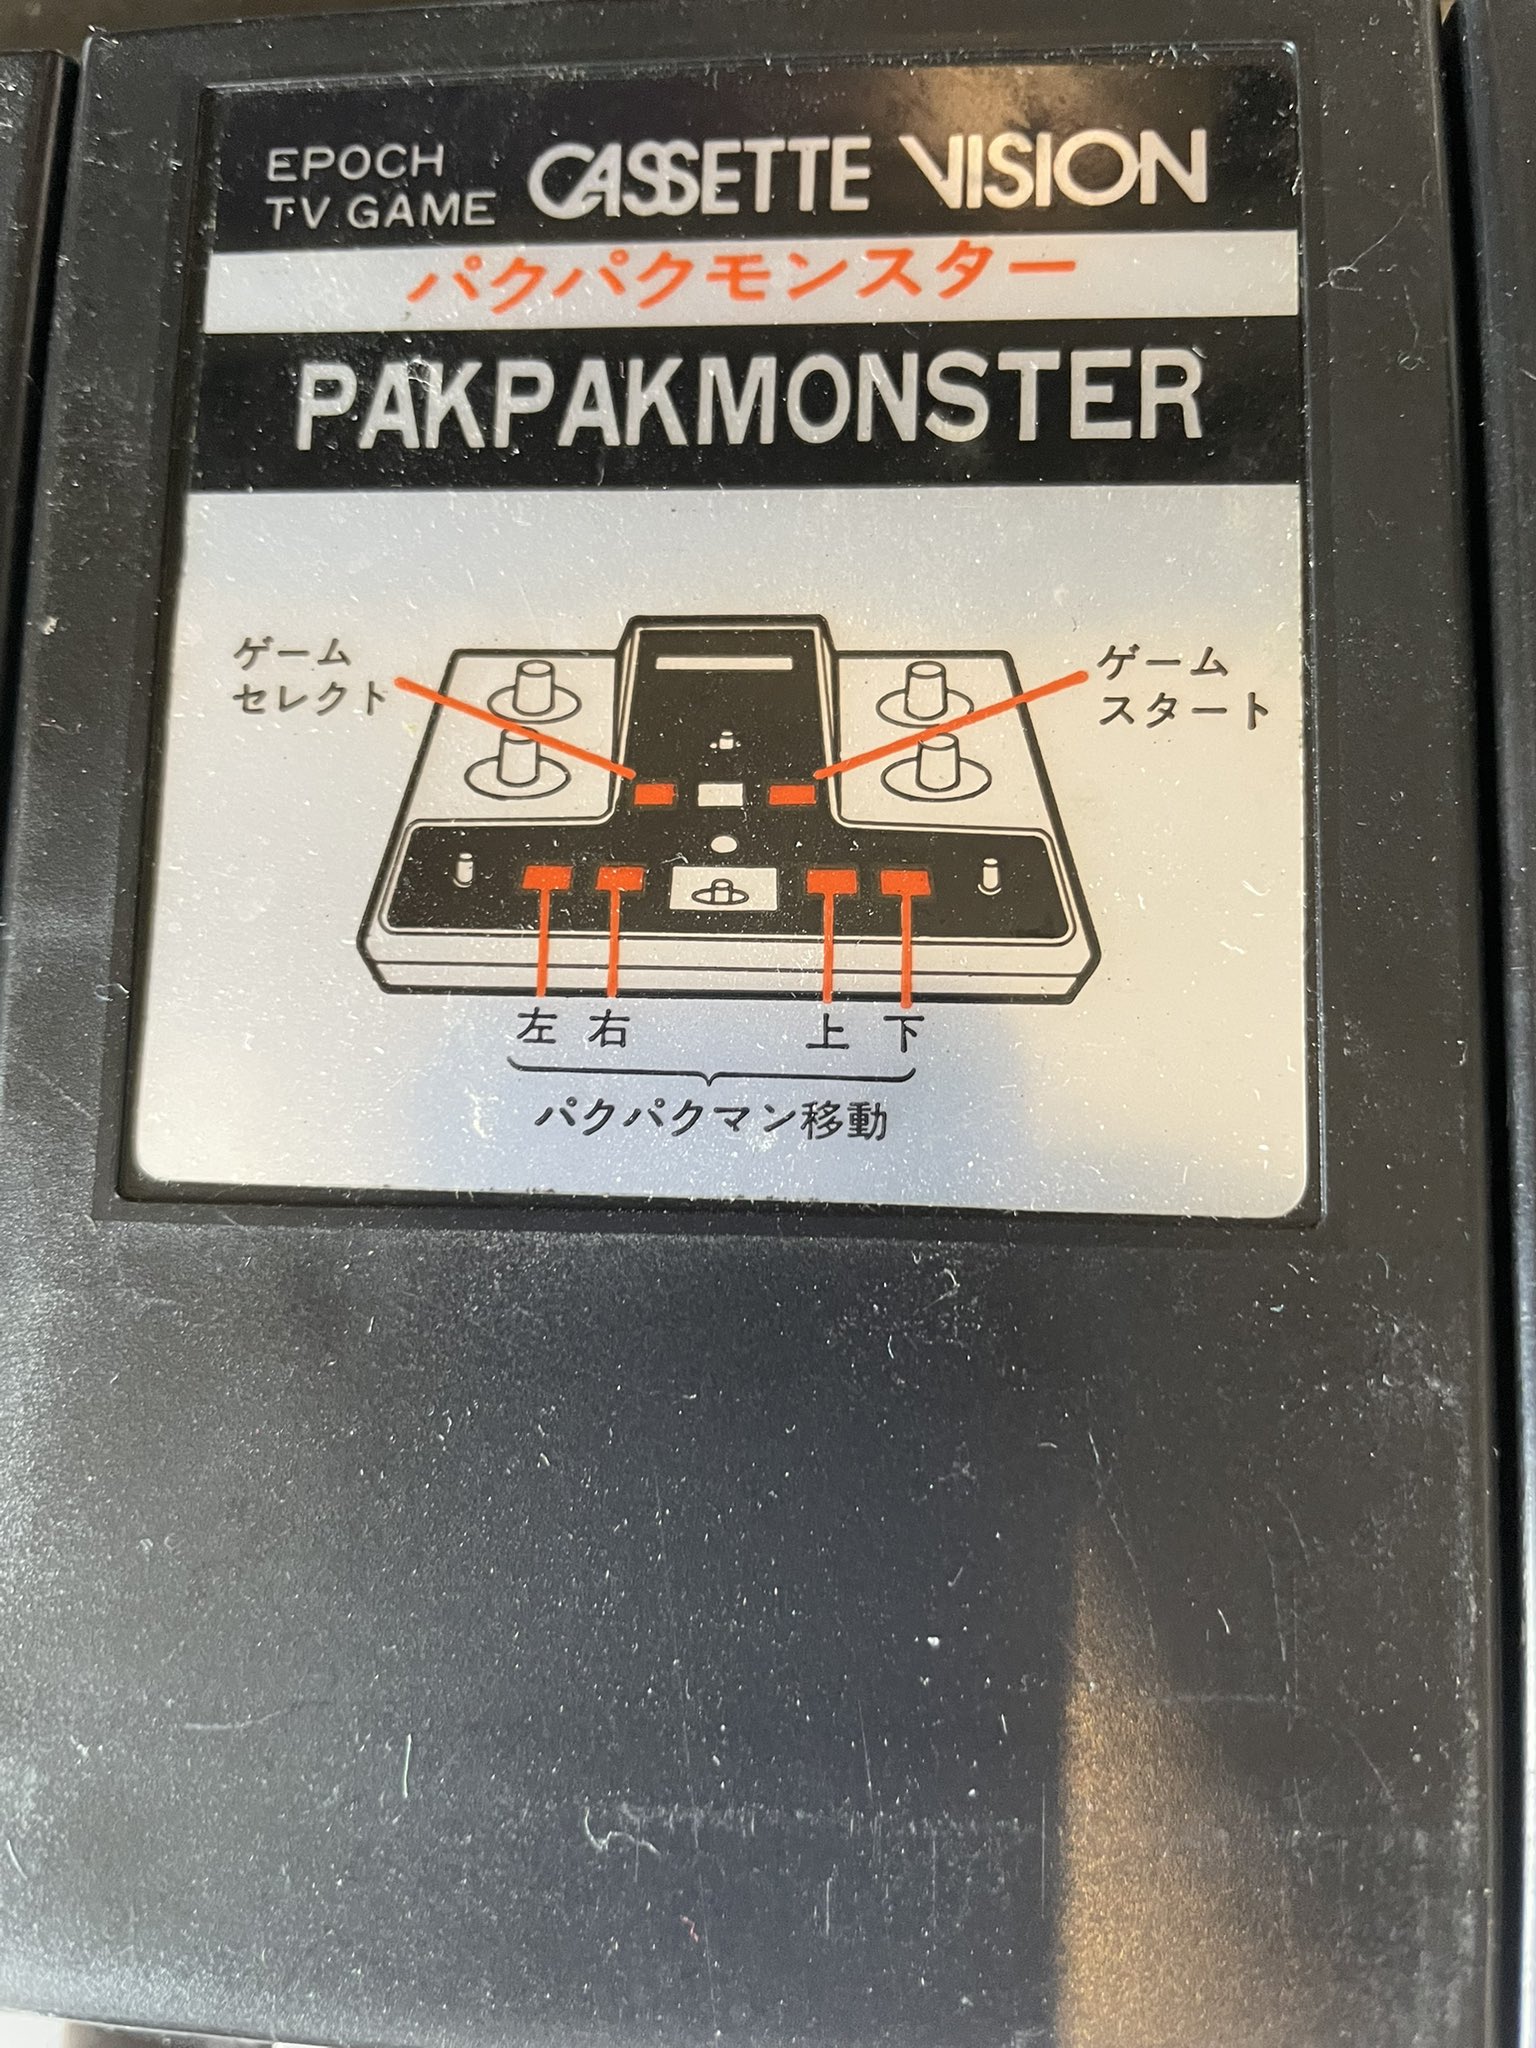 EPOCH
TV GAME
CASSETTE VISION
パクパクモンスター
PAKPAKMONSTER
ゲーム
セレクト
ゲーム
スタート
左 右 上 下
パクパクマン移動